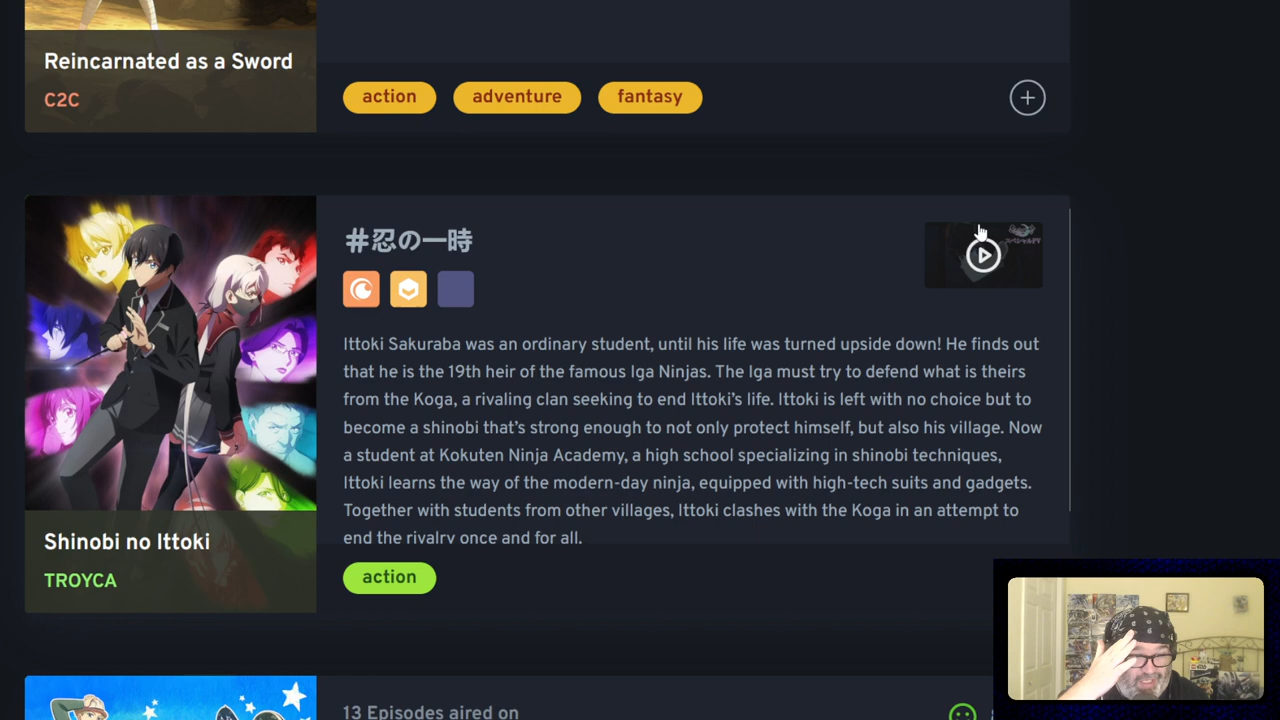 Reincarnated as a Sword
C2C
action
adventure
fantasy
#忍の一時
Ittoki Sakuraba was an ordinary student, until his life was turned upside down! He finds out
that he is the 19th heir of the famous Iga Ninjas. The Iga must try to defend what is theirs
from the Koga, a rivaling clan seeking to end Ittoki’s life. Ittoki is left with no choice but to
become a shinobi that’s strong enough to not only protect himself, but also his village. Now
a student at Kokuten Ninja Academy, a high school specializing in shinobi techniques,
Ittoki learns the way of the modern-day ninja, equipped with high-tech suits and gadgets.
Together with students from other villages, Ittoki clashes with the Koga in an attempt to
end the rivalry once and for all.
Shinobi no Ittoki
TROYCA
action
13 Episodes aired on